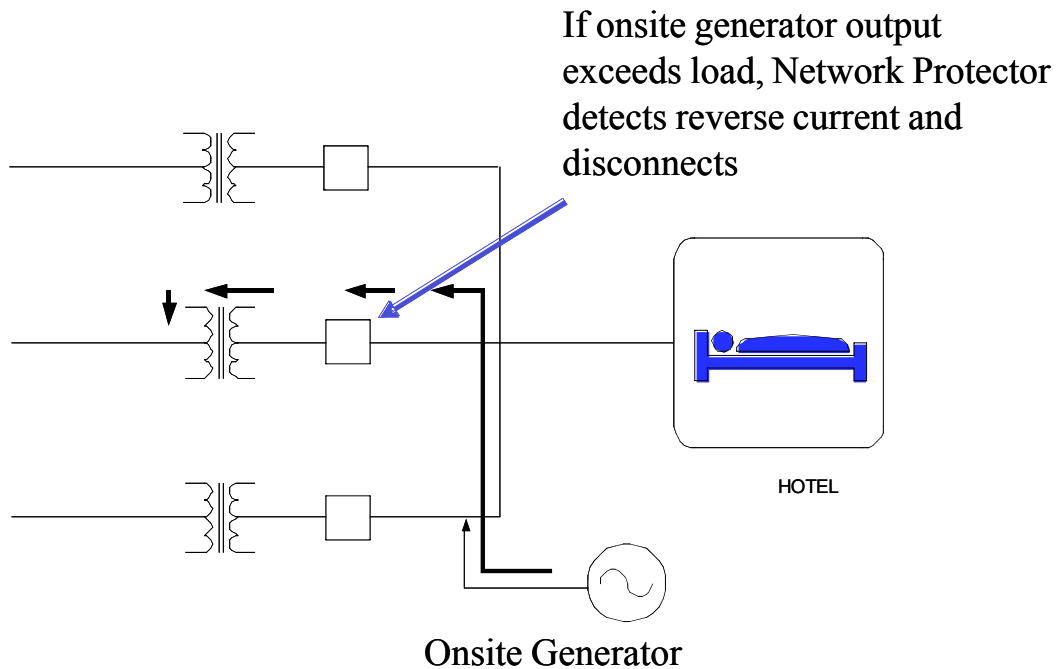 If onsite generator output
exceeds load, Network Protector
detects reverse current and
disconnects
HOTEL
Onsite Generator